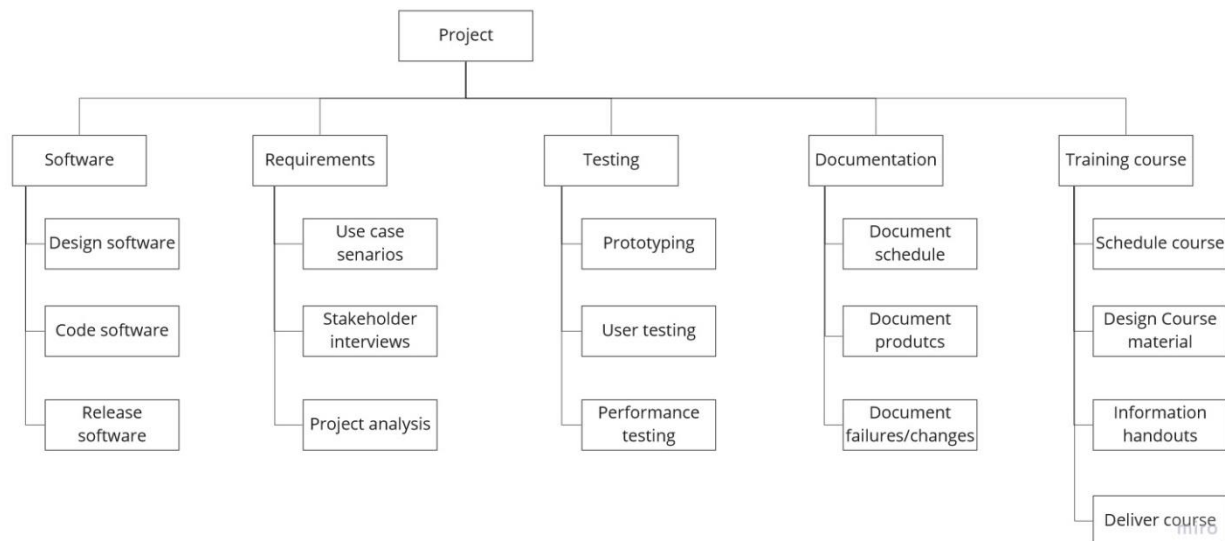 Project
Software
Requirements
Testing
Documentation
Training course
Design software
Use case
senarios
Prototyping
Document
schedule
Schedule course
Code software
Stakeholder
interviews
User testing
Document
produtcs
Design Course
material
Release
software
Project analysis
Performance
testing
Document
failures/changes
Information
handouts
Deliver course
miro